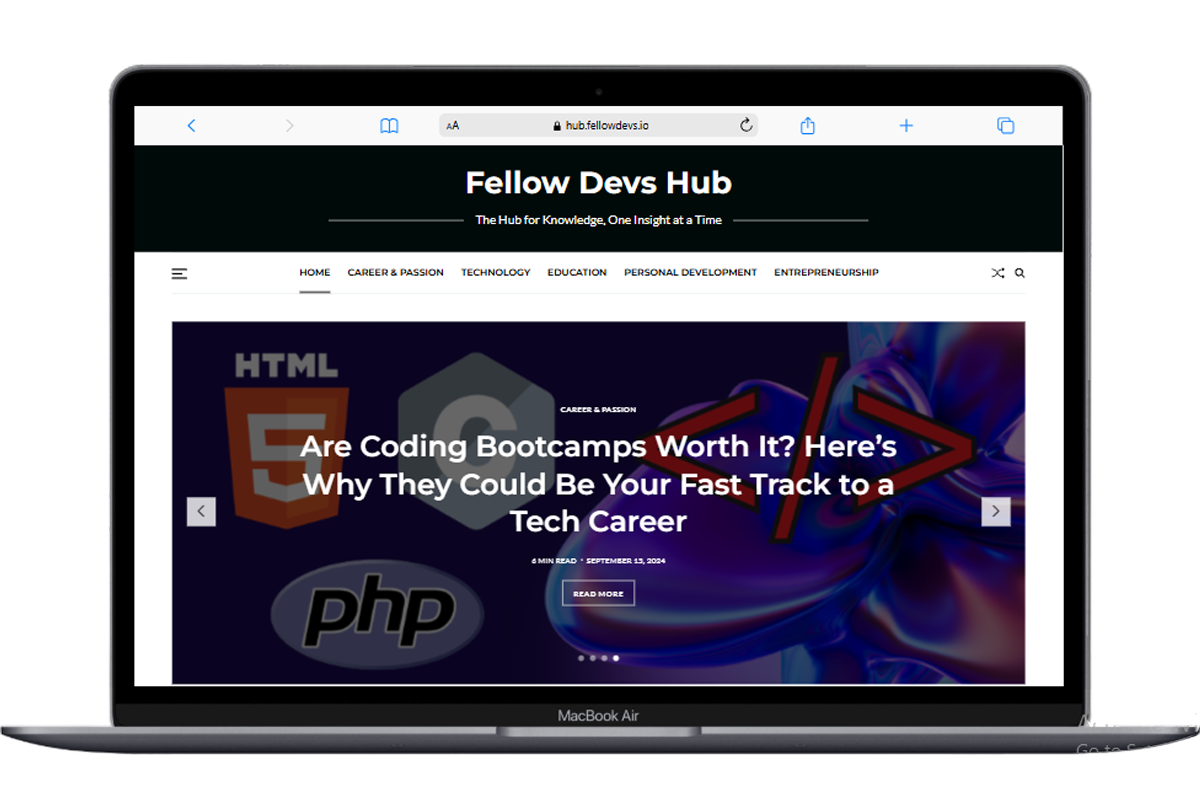 AA hub.fellowdevs.io
Fellow Devs Hub
The Hub for Knowledge, One Insight at a Time
HOME CAREER & PASSION TECHNOLOGY EDUCATION PERSONAL DEVELOPMENT ENTREPRENEURSHIP
HTML
5
C
</>
CAREER & PASSION
Are Coding Bootcamps Worth It? Here’s
Why They Could Be Your Fast Track to a
Tech Career
6 MIN READ • SEPTEMBER 13, 2024
READ MORE
php
MacBook Air
Go to